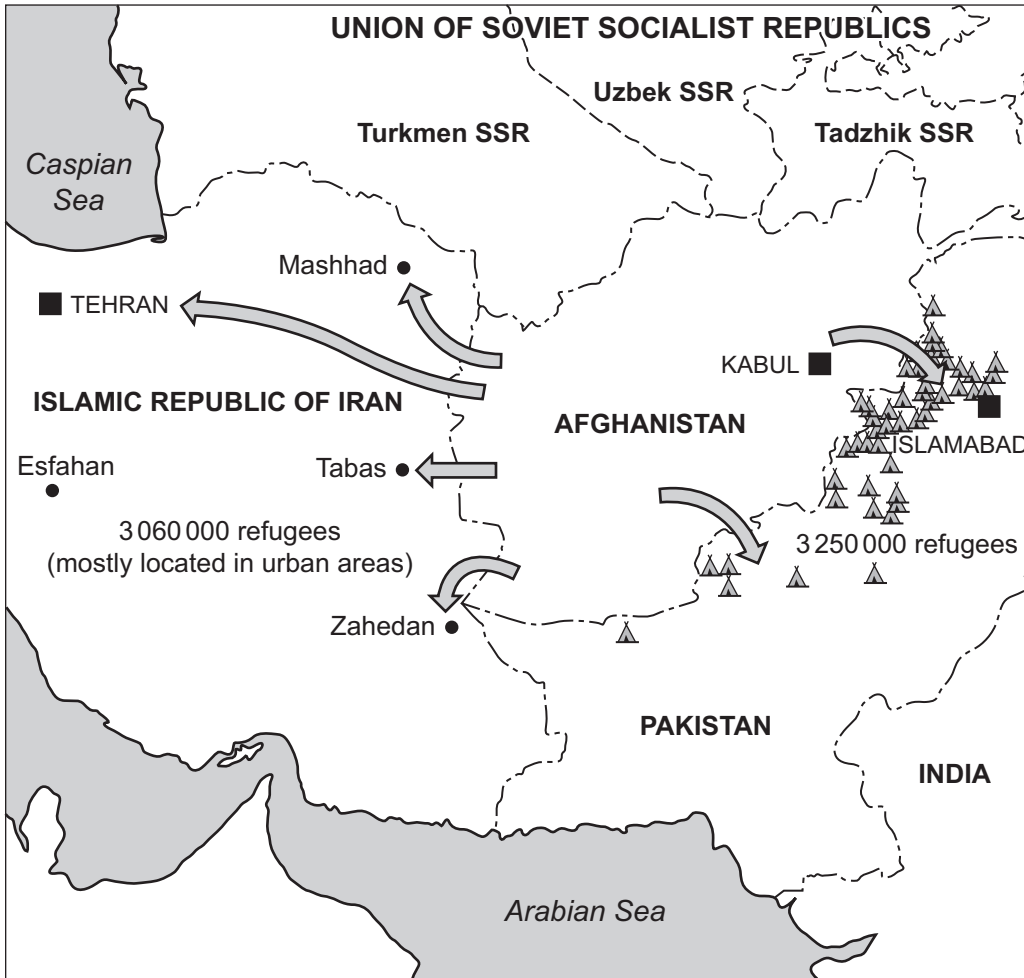 UNION OF SOVIET SOCIALIST REPUBLICS
Uzbek SSR
Turkmen SSR
Tadzhik SSR
Caspian
Sea
Mashhad
TEHRAN
KABUL
ISLAMIC REPUBLIC OF IRAN
AFGHANISTAN
ISLAMABAD
Esfahan
Tabas
3 060 000 refugees
(mostly located in urban areas)
3 250 000 refugees
Zahedan
PAKISTAN
INDIA
Arabian Sea